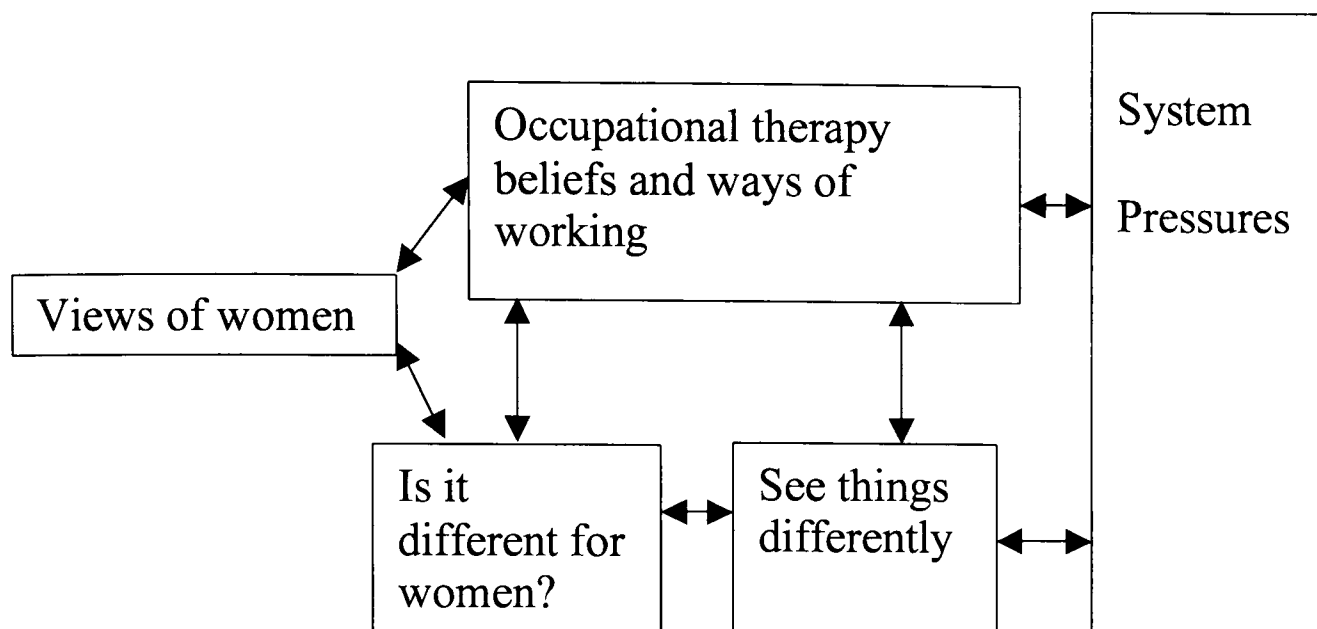 Occupational therapy
beliefs and ways of
working
System
Pressures
Views of women
Is it
different for
women?
See things
differently